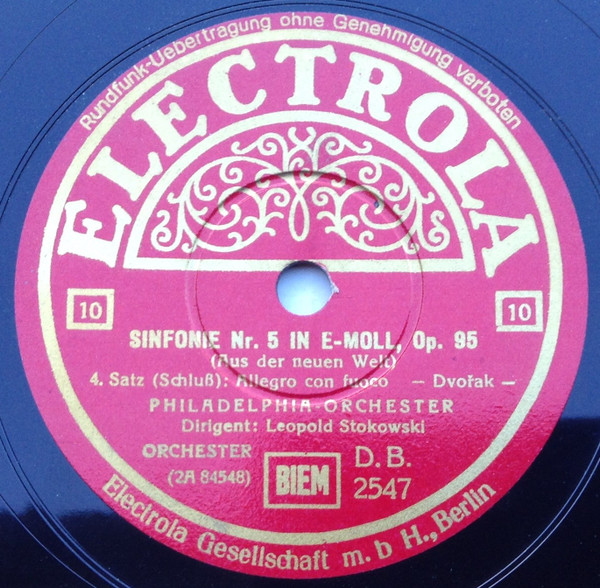 Rundfunk-Uebertragung ohne Genehmigung verboten
ELECTROLA
10
10
SINFONIE Nr. 5 IN E-MOLL, Op. 95
(Aus der neuen Welt)
4. Satz (Schluß): Allegro con fuoco – Dvořak –
PHILADELPHIA-ORCHESTER
Dirigent: Leopold Stokowski
ORCHESTER
(2A 84548)
BIEM
D.B.
2547
Electrola Gesellschaft m. b H., Berlin